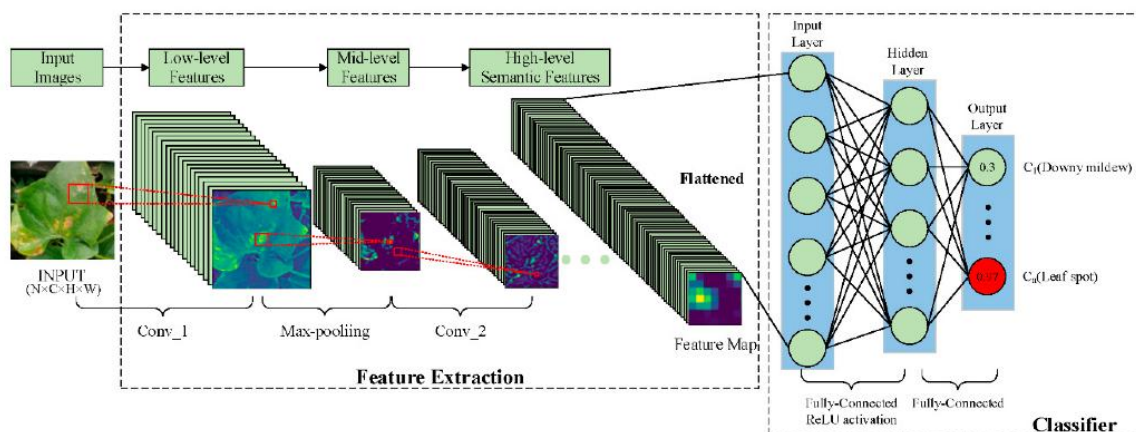 Input
Images
Low-level
Features
Mid-level
Features
High-level
Semantic Features
INPUT
(N×C×H×W)
Conv_1
Max-pooliing
Conv_2
Feature Map
Flattened
Feature Extraction
Input
Layer
Hidden
Layer
Output
Layer
0.3
C₁(Downy mildew)
0.97
Cₙ(Leaf spot)
Fully-Connected
ReLU activation
Fully-Connected
Classifier